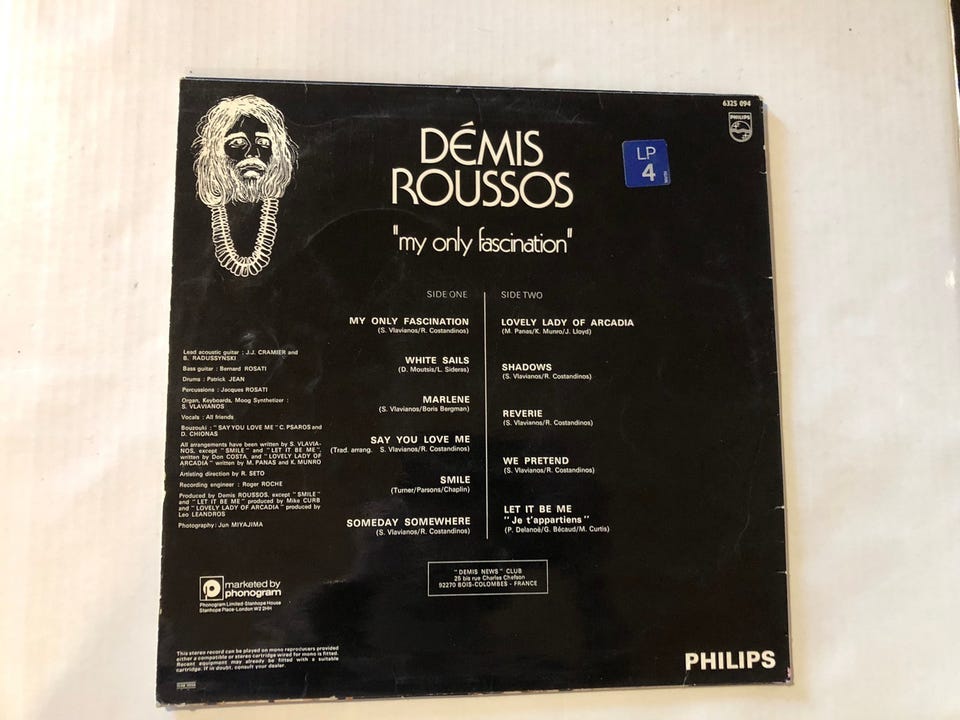 6325 094
PHILIPS
LP
4
DÉMIS
ROUSSOS
"my only fascination"
SIDE ONE
MY ONLY FASCINATION
(S. Vlavianos/R. Costandinos)
WHITE SAILS
(D. Moutsis/L. Sideras)
MARLENE
(S. Vlavianos/Boris Bergman)
SAY YOU LOVE ME
(Trad. arrang. S. Vlavianos/R. Costandinos)
SMILE
(Turner/Parsons/Chaplin)
SOMEDAY SOMEWHERE
(S. Vlavianos/R. Costandinos)
SIDE TWO
LOVELY LADY OF ARCADIA
(M. Panas/K. Munro/J. Lloyd)
SHADOWS
(S. Vlavianos/R. Costandinos)
REVERIE
(S. Vlavianos/R. Costandinos)
WE PRETEND
(S. Vlavianos/R. Costandinos)
LET IT BE ME
"Je t'appartiens"
(P. Delanoé/G. Bécaud/M. Curtis)
Lead acoustic guitar : J.J. CRAMIER and
B. RADUSSYNSKI
Bass guitar : Bernard ROSATI
Drums : Patrick JEAN
Percussions : Jacques ROSATI
Organ, Keyboards, Moog Synthetizer :
S. VLAVIANOS
Vocals : All friends
Bouzouki : "SAY YOU LOVE ME" C. PSAROS and
D. CHIONAS
All arrangements have been written by S. VLAVIA-
NOS, except "SMILE" and "LET IT BE ME",
written by Don COSTA, and "LOVELY LADY OF
ARCADIA" written by M. PANAS and K. MUNRO
Artisting direction by R. SETO
Recording engineer : Roger ROCHE
Produced by Demis ROUSSOS, except "SMILE"
and "LET IT BE ME" produced by Mike CURB
and "LOVELY LADY OF ARCADIA" produced by
Leo LEANDROS
Photography : Jun MIYAJIMA
"DEMIS NEWS" CLUB
25 bis rue Charles Chefson
92270 BOIS-COLOMBES - FRANCE
marketed by
phonogram
Phonogram Limited-Stanhope House
Stanhope Place-London W2 2HH
This stereo record can be played on mono reproducers provided
either a compatible or stereo cartridge wired for mono is fitted.
Recent equipment may already be fitted with a suitable
cartridge. If in doubt, consult your dealer.
PHILIPS